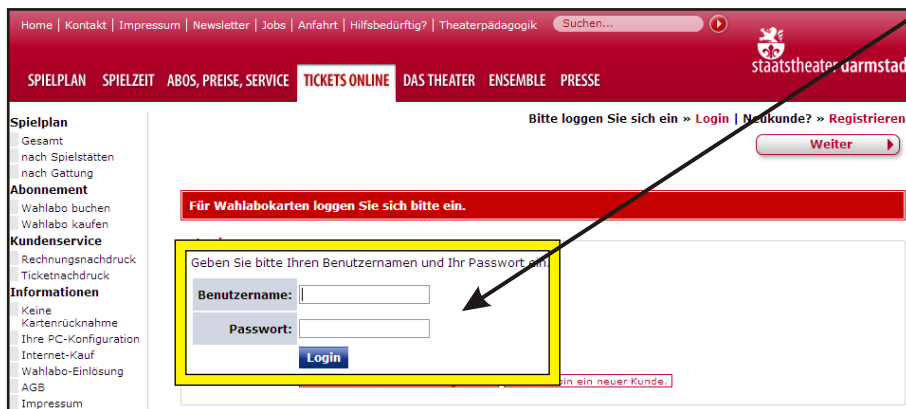 Home | Kontakt | Impressum | Newsletter | Jobs | Anfahrt | Hilfsbedürftig? | Theaterpädagogik
Suchen...
staatstheater darmstad
SPIELPLAN SPIELZEIT ABOS, PREISE, SERVICE TICKETS ONLINE DAS THEATER ENSEMBLE PRESSE
Bitte loggen Sie sich ein » Login | Neukunde? » Registrieren
Weiter
Spielplan
Gesamt
nach Spielstätten
nach Gattung
Abonnement
Wahlabo buchen
Wahlabo kaufen
Kundenservice
Rechnungsnachdruck
Ticketnachdruck
Informationen
Keine
Kartenrücknahme
Ihre PC-Konfiguration
Internet-Kauf
Wahlabo-Einlösung
AGB
Impressum
Für Wahlabokarten loggen Sie sich bitte ein.
Geben Sie bitte Ihren Benutzernamen und Ihr Passwort ein.
Benutzername:
Passwort:
Login
bin ein neuer Kunde.